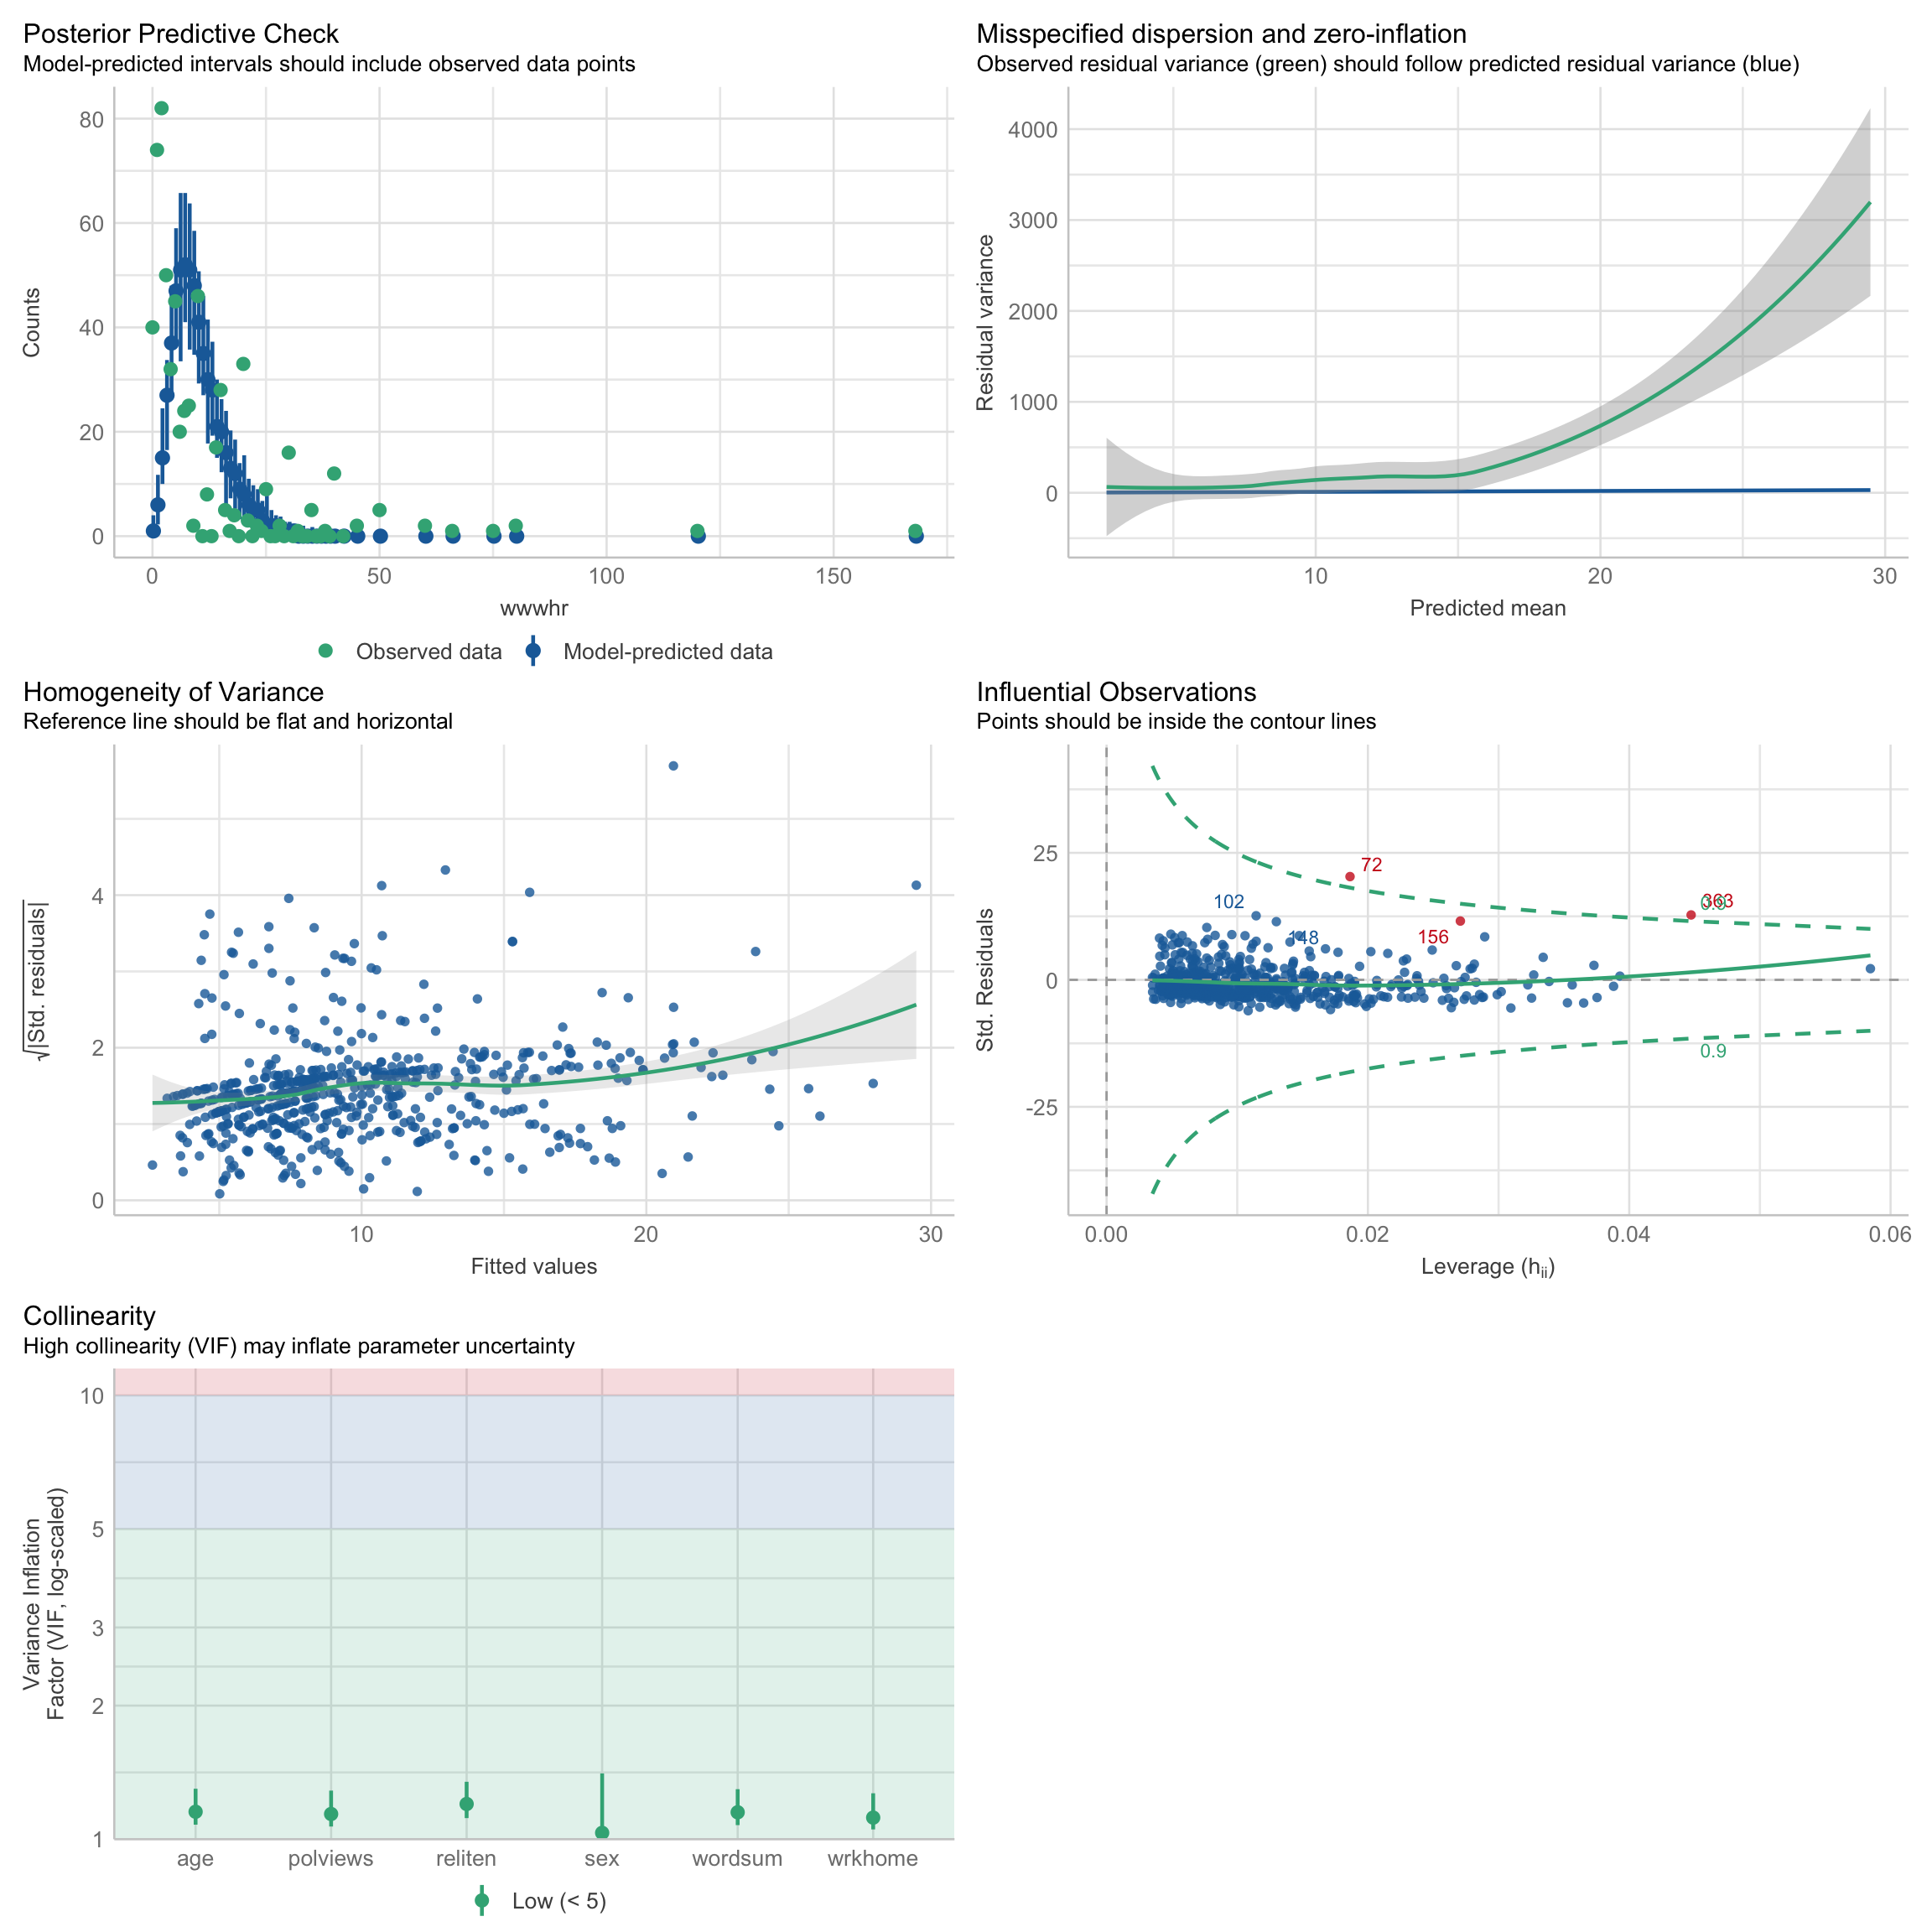 Posterior Predictive Check
Model-predicted intervals should include observed data points
80
60
40
20
0
Counts
0
50
100
150
wwwhr
Observed data
Model-predicted data
Misspecified dispersion and zero-inflation
Observed residual variance (green) should follow predicted residual variance (blue)
4000
3000
2000
1000
0
Residual variance
10
20
30
Predicted mean
Homogeneity of Variance
Reference line should be flat and horizontal
4
2
0
√|Std. residuals|
10
20
30
Fitted values
Influential Observations
Points should be inside the contour lines
25
0
-25
Std. Residuals
72
102
363
0.9
148
156
0.9
0.00
0.02
0.04
0.06
Leverage (hii)
Collinearity
High collinearity (VIF) may inflate parameter uncertainty
10
5
3
2
1
Variance Inflation
Factor (VIF, log-scaled)
age
polviews
reliten
sex
wordsum
wrkhome
Low (< 5)